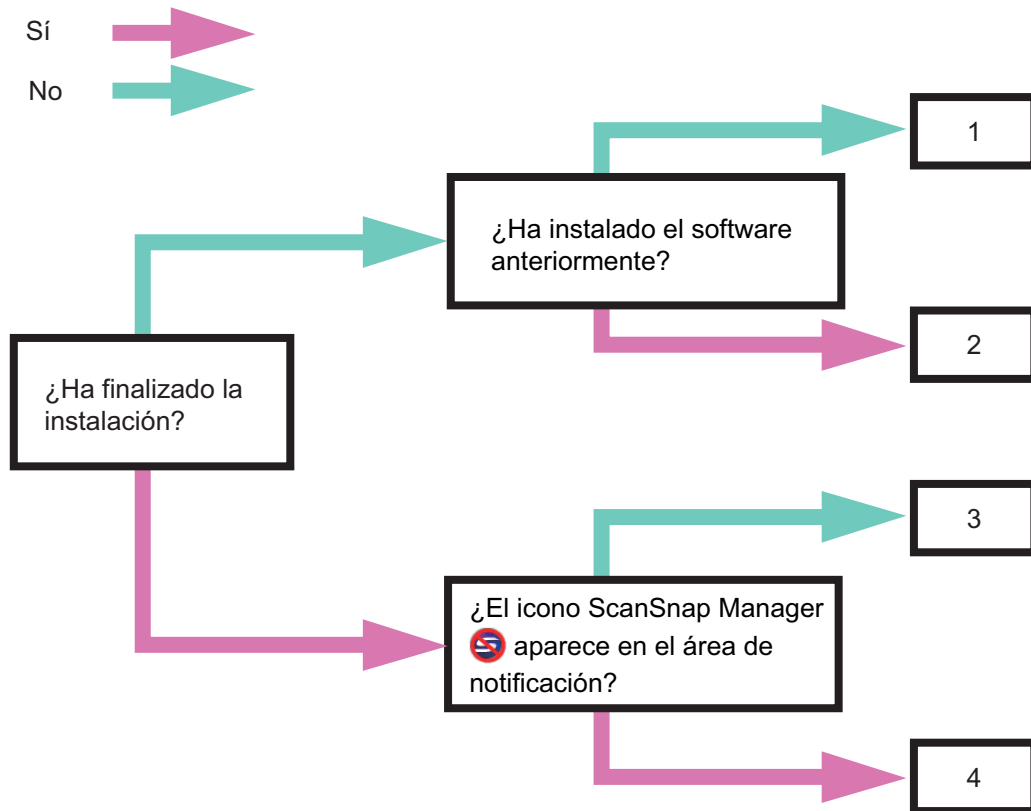 Sí
No
1
¿Ha instalado el software
anteriormente?
2
¿Ha finalizado la
instalación?
3
¿El icono ScanSnap Manager
aparece en el área de
notificación?
4